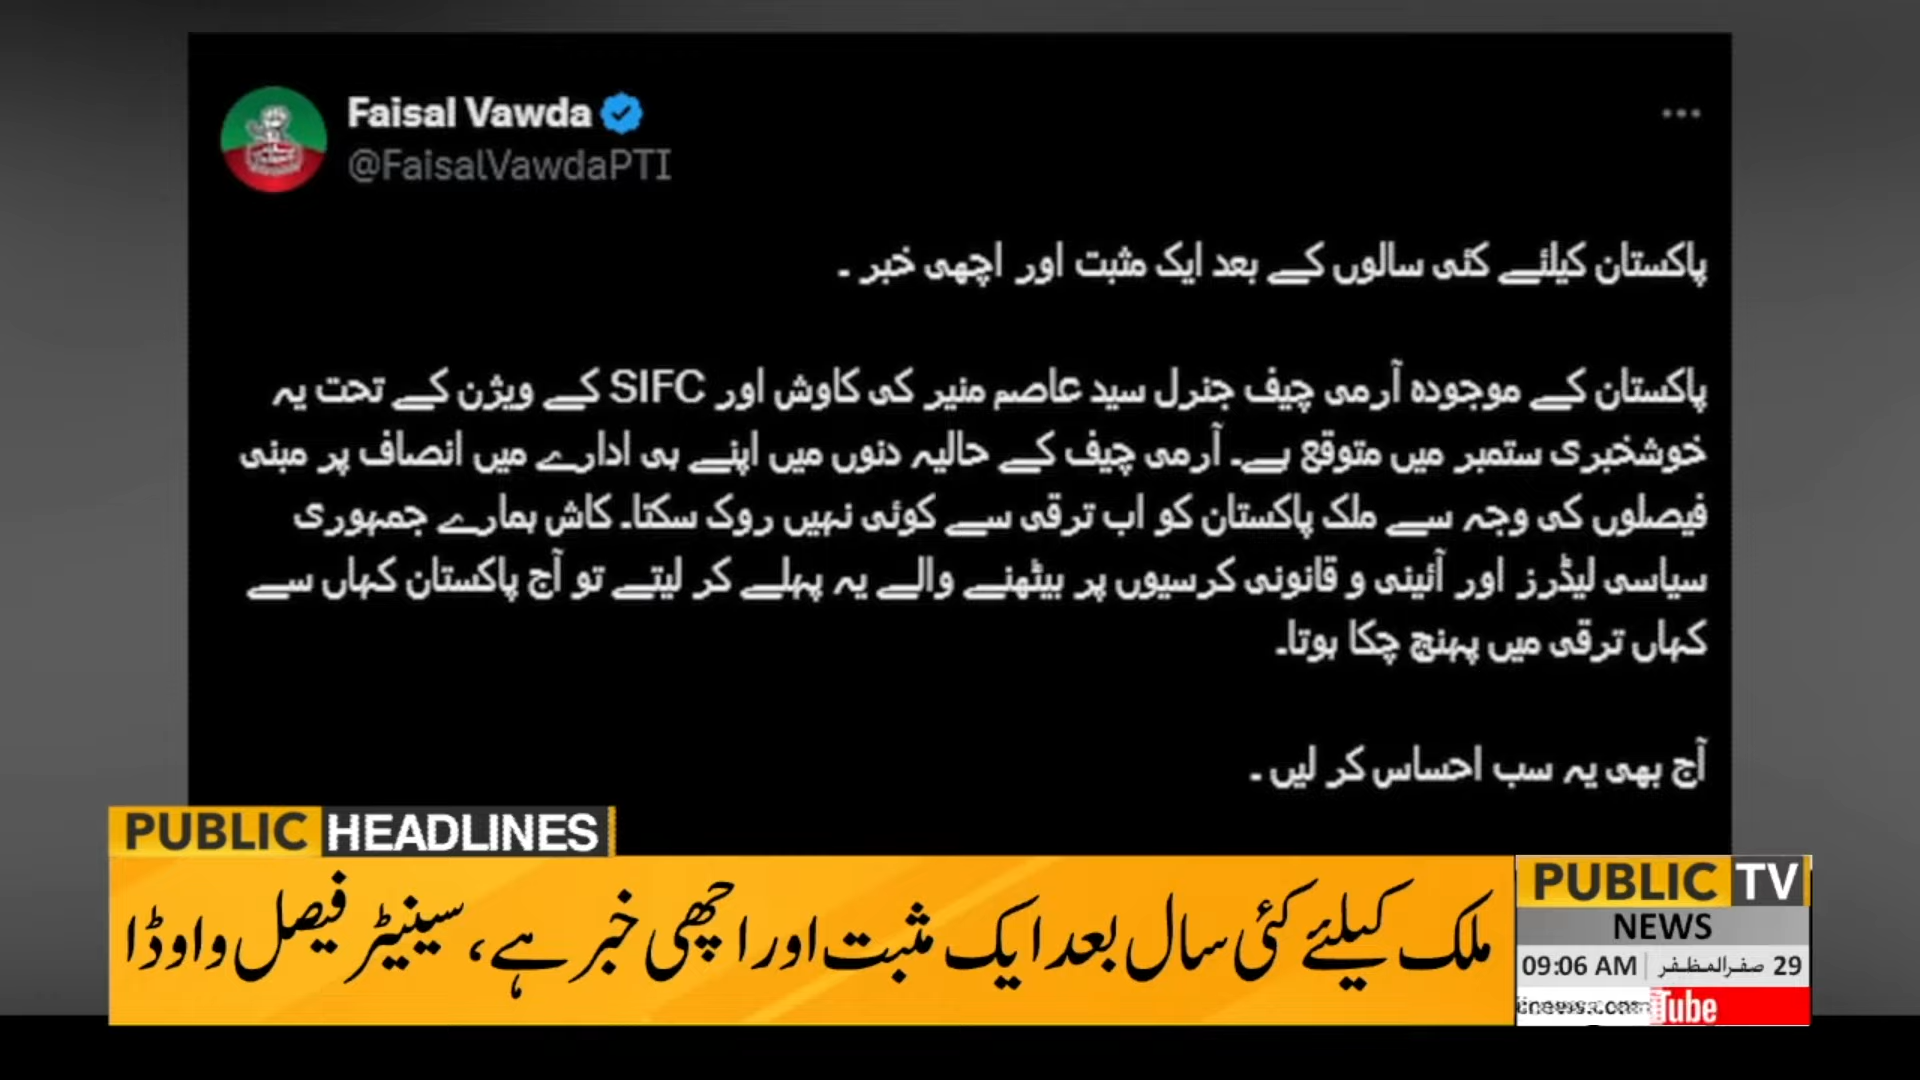 Faisal Vawda
@FaisalVawdaPTI
پاکستان کیلئے کئی سالوں کے بعد ایک مثبت اور اچھی خبر ۔
پاکستان کے موجودہ آرمی چیف جنرل سید عاصم منیر کی کاوش اور SIFC کے ویژن کے تحت یہ
خوشخبری ستمبر میں متوقع ہے۔ آرمی چیف کے حالیہ دنوں میں اپنے ہی ادارے میں انصاف پر مبنی
فیصلوں کی وجہ سے ملک پاکستان کو اب ترقی سے کوئی نہیں روک سکتا۔ کاش ہمارے جمہوری
سیاسی لیڈرز اور آئینی و قانونی کرسیوں پر بیٹھنے والے یہ پہلے کر لیتے تو آج پاکستان کہاں سے
کہاں ترقی میں پہنچ چکا ہوتا۔
آج بھی یہ سب احساس کر لیں ۔
PUBLIC HEADLINES
ملک کیلئے کئی سال بعد ایک مثبت اور اچھی خبر ہے، سینیٹر فیصل واوڈا
PUBLIC TV
NEWS
09:06 AM
29 صفرالمظفر
Tube